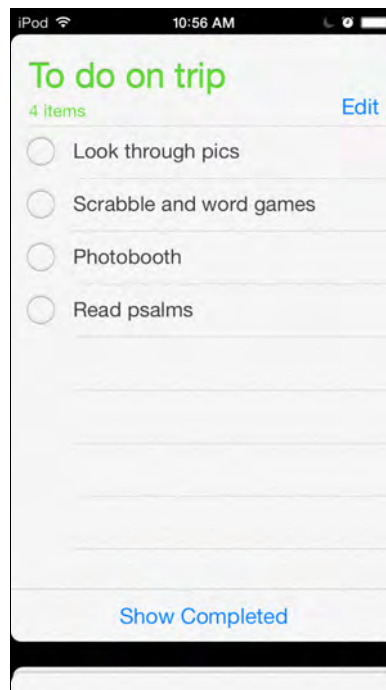 iPod 10:56 AM
To do on trip
4 items Edit
Look through pics
Scrabble and word games
Photobooth
Read psalms
Show Completed